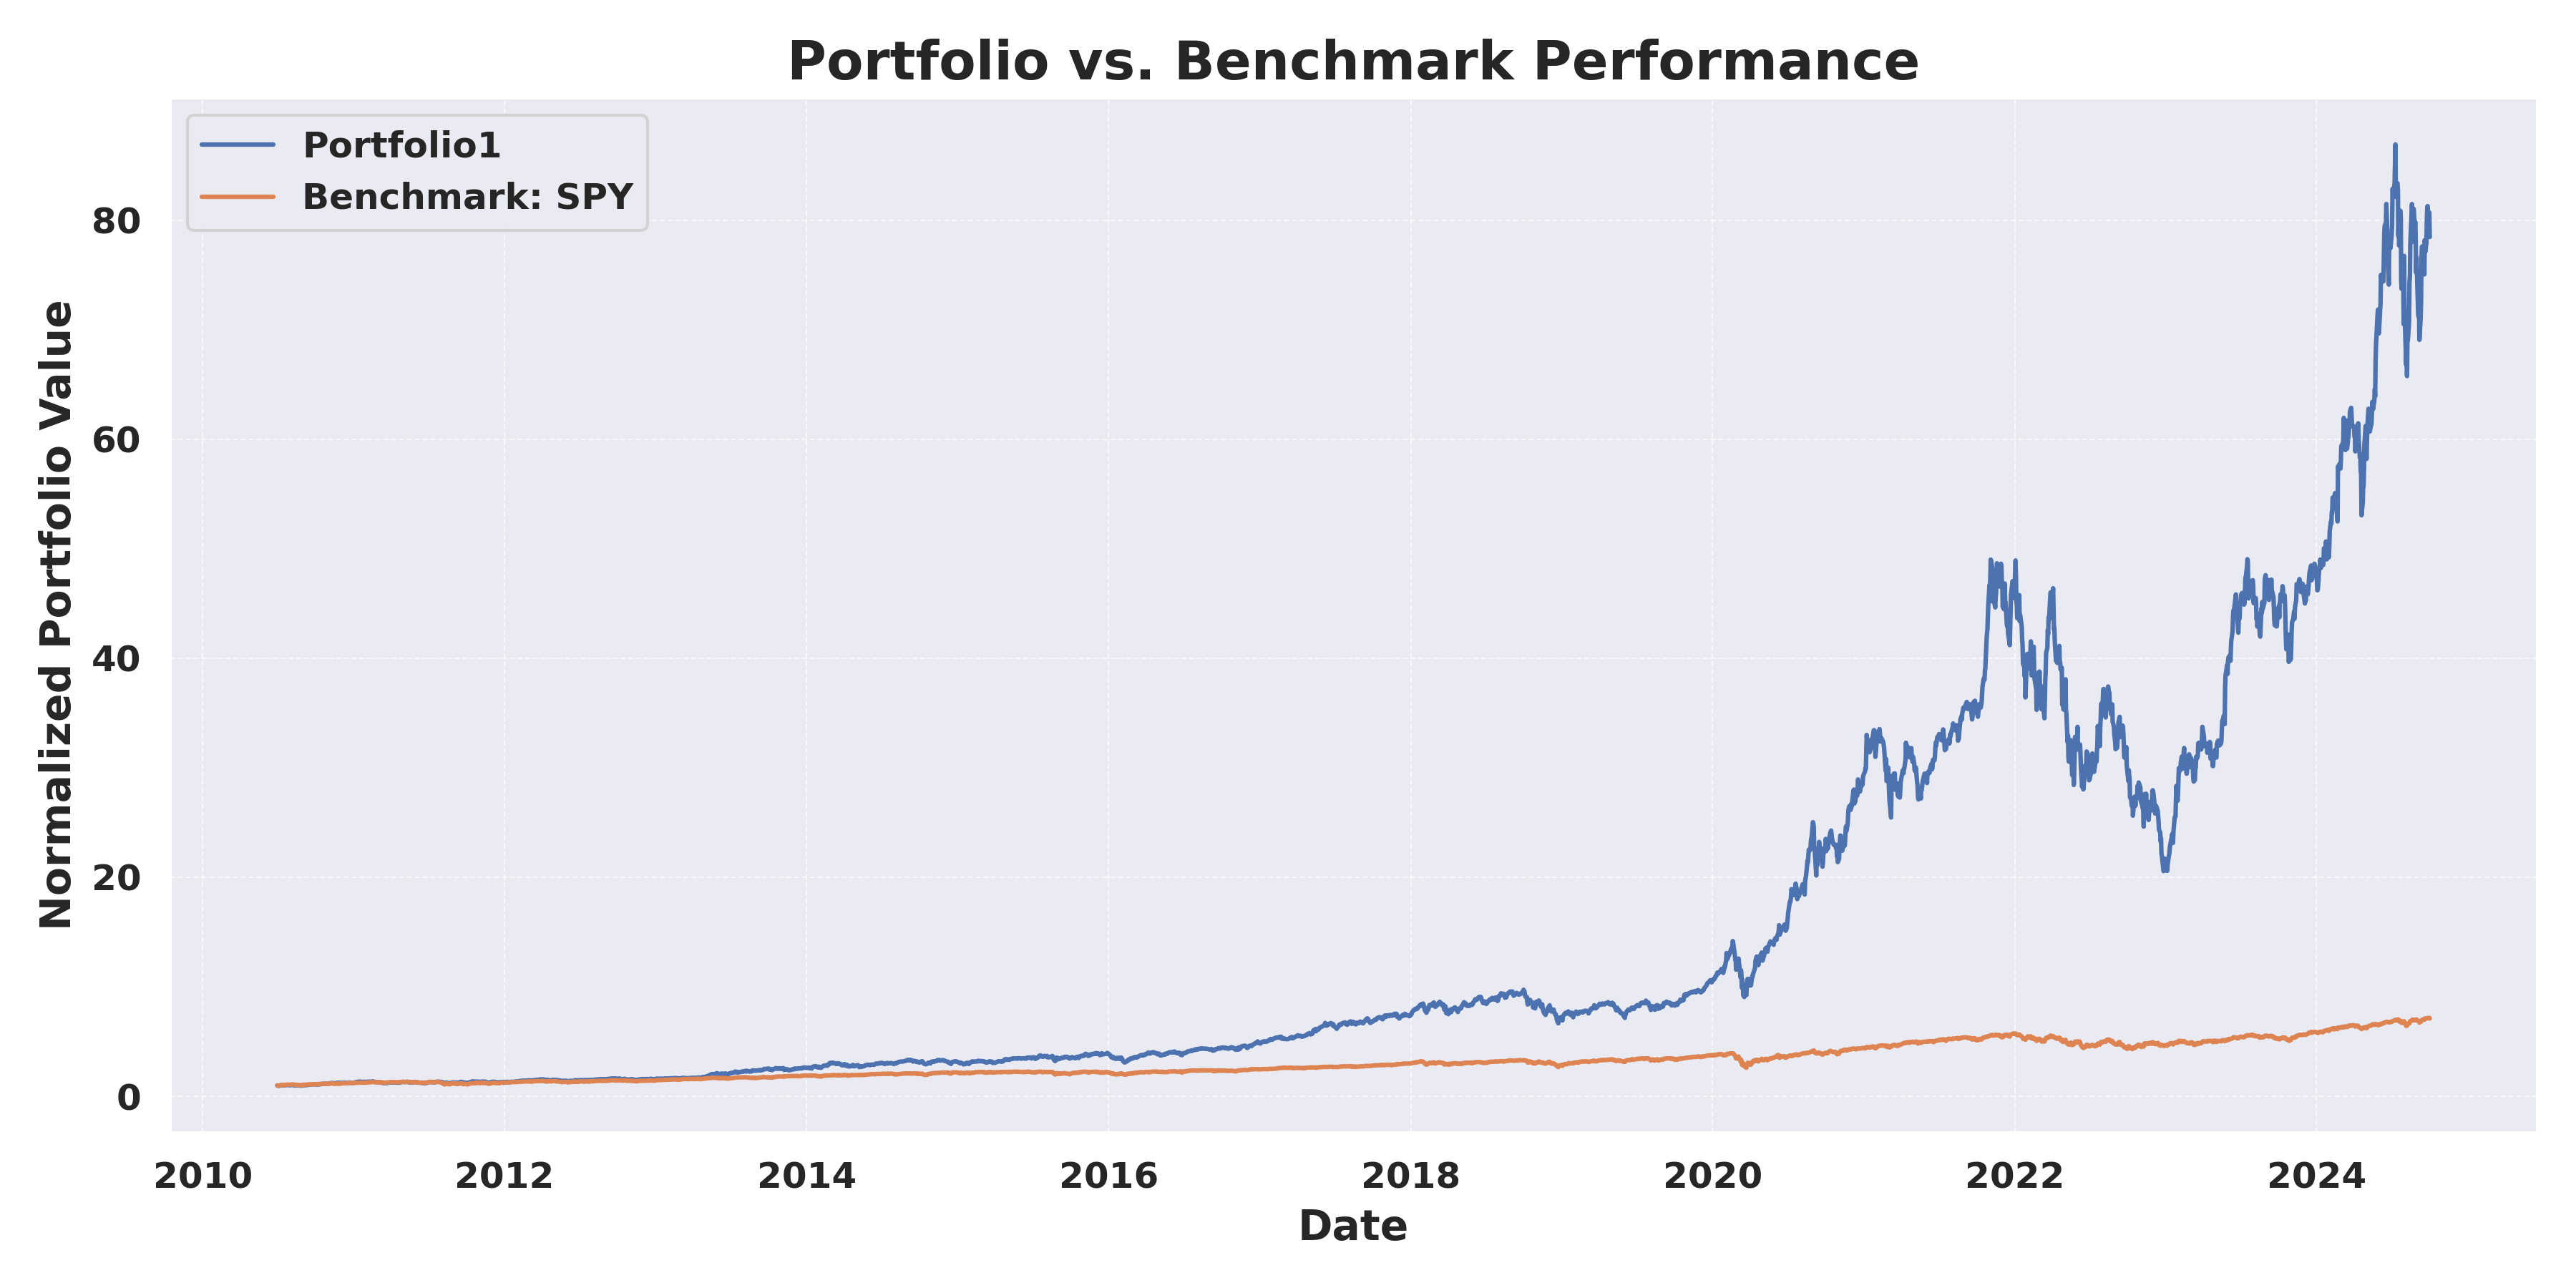 Portfolio vs. Benchmark Performance
Portfolio1
Benchmark: SPY
Normalized Portfolio Value
80
60
40
20
0
2010 2012 2014 2016 2018 2020 2022 2024
Date